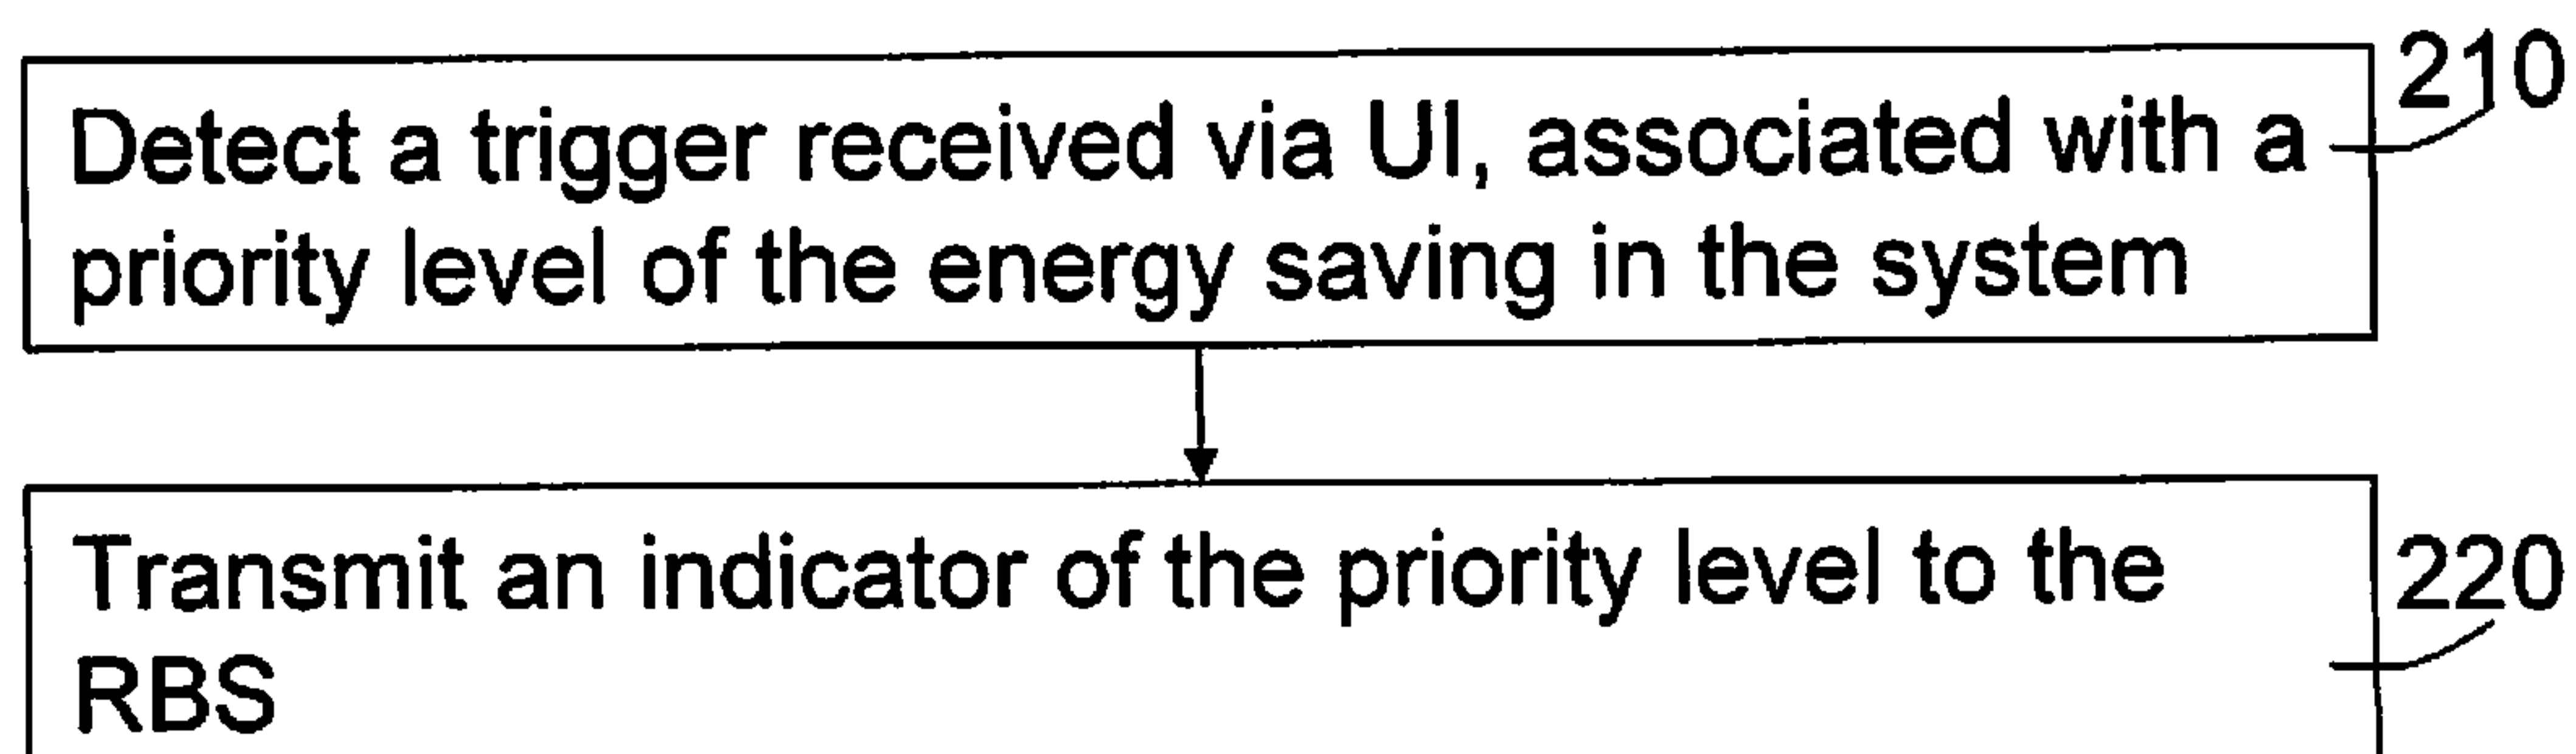 210
Detect a trigger received via UI, associated with a
priority level of the energy saving in the system
Transmit an indicator of the priority level to the
220
RBS